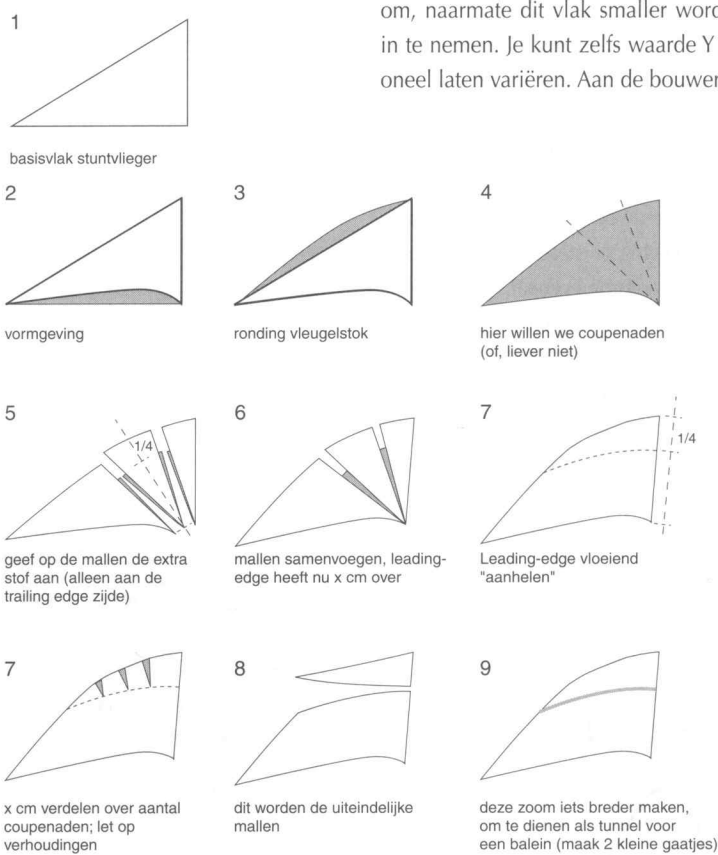 om, naarmate dit vlak smaller word
in te nemen. Je kunt zelfs waarde Y
oneel laten variëren. Aan de bouwer
1
basisvlak stuntvlieger
2
vormgeving
3
ronding vleugelstok
4
hier willen we coupenaden
(of, liever niet)
5
1/4
geef op de mallen de extra
stof aan (alleen aan de
trailing edge zijde)
6
mallen samenvoegen, leading-
edge heeft nu x cm over
7
1/4
Leading-edge vloeiend
"aanhelen"
7
x cm verdelen over aantal
coupenaden; let op
verhoudingen
8
dit worden de uiteindelijke
mallen
9
deze zoom iets breder maken,
om te dienen als tunnel voor
een balein (maak 2 kleine gaatjes)